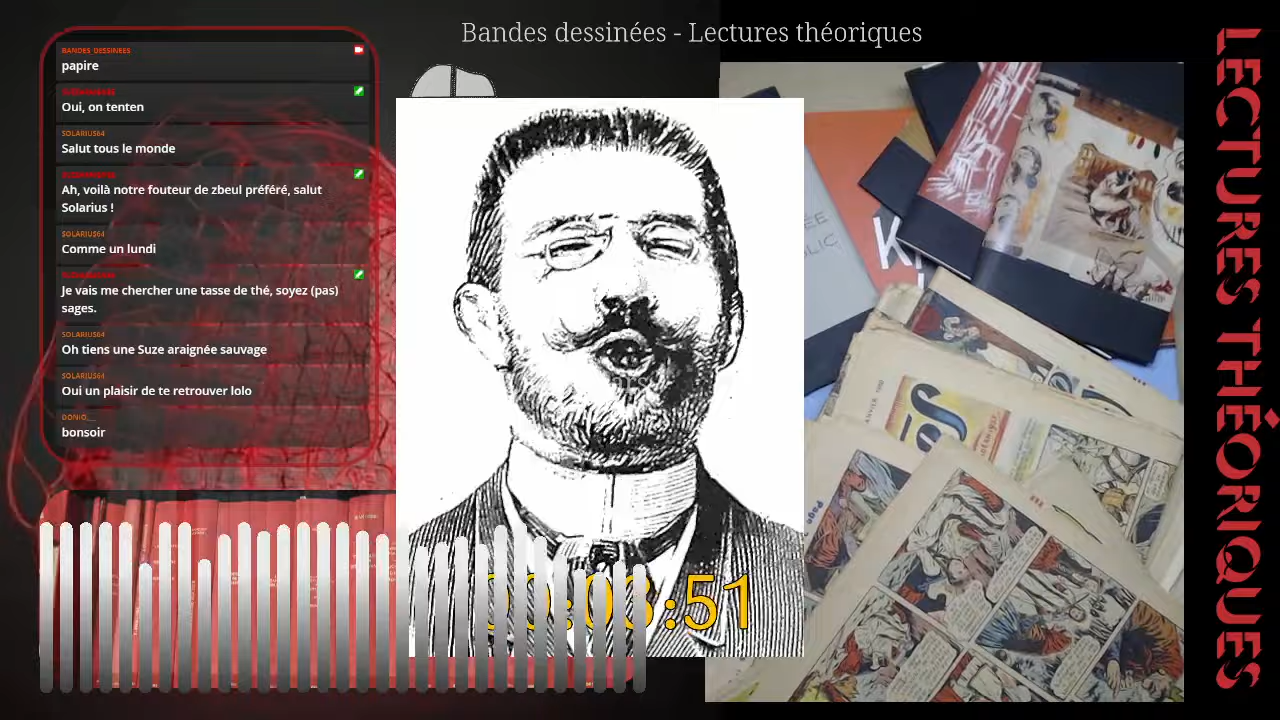 Bandes dessinées - Lectures théoriques
BANDES_DESSINEES
papire
Oui, on tenten
SOLARIUS64
Salut tous le monde
Ah, voilà notre fouteur de zbeul préféré, salut
Solarius !
SOLARIUS64
Comme un lundi
Je vais me chercher une tasse de thé, soyez (pas)
sages.
SOLARIUS64
Oh tiens une Suze araignée sauvage
SOLARIUS64
Oui un plaisir de te retrouver lolo
DONIO__
bonsoir
:51
LECTURES THÉORIQUES